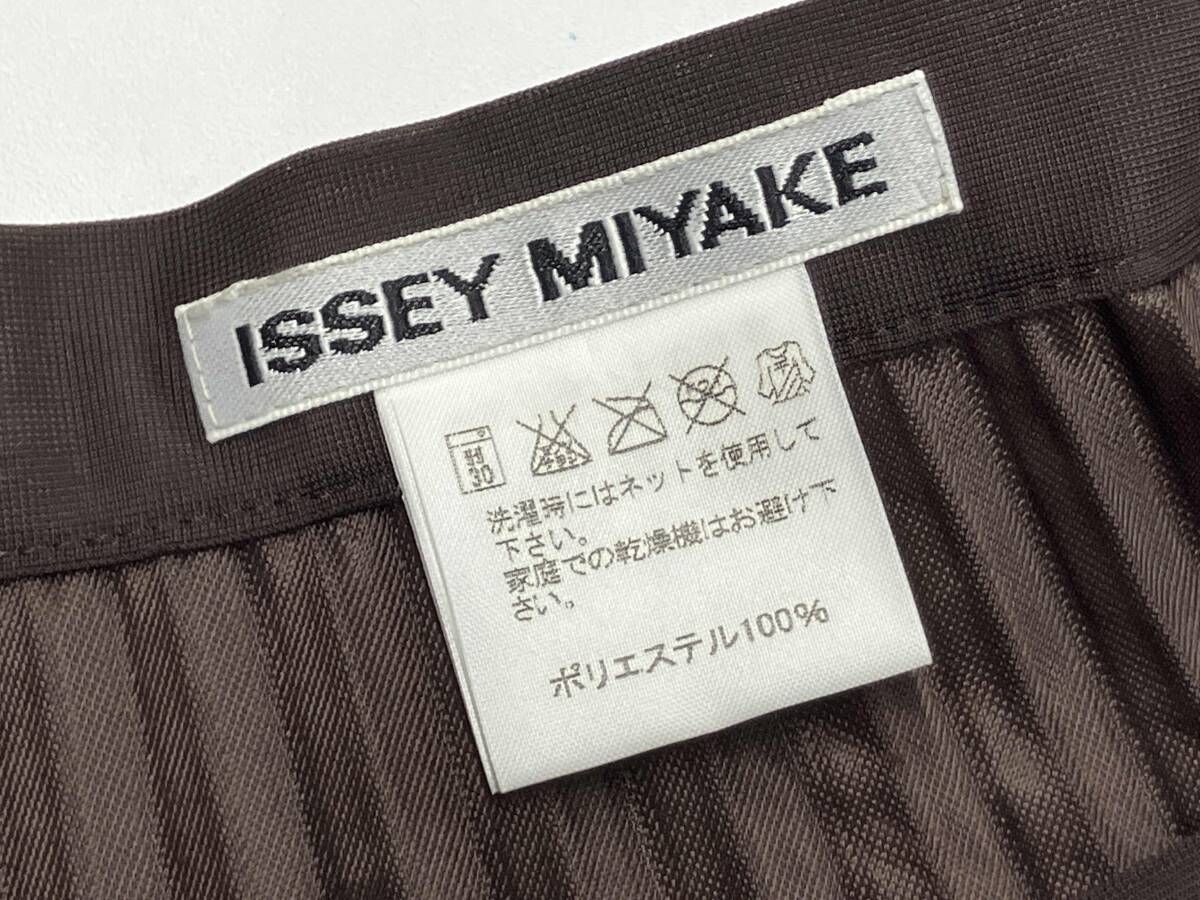 ISSEY MIYAKE
弱
30
洗濯時にはネットを使用して
下さい。
家庭での乾燥機はお避け下
さい。
ポリエステル100%